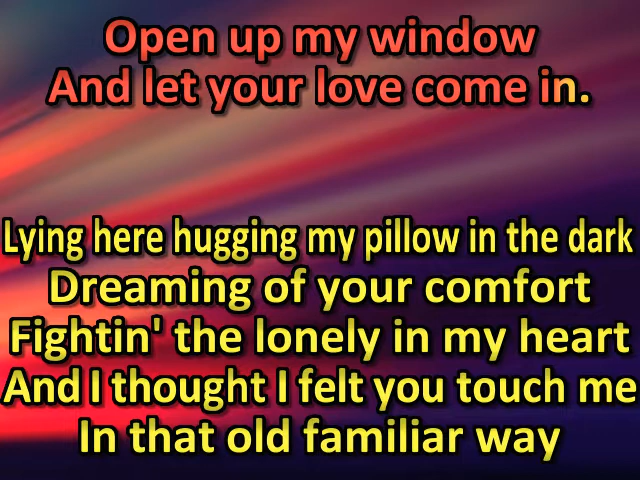 Open up my window
And let your love come in.
Lying here hugging my pillow in the dark
Dreaming of your comfort
Fightin' the lonely in my heart
And I thought I felt you touch me
In that old familiar way